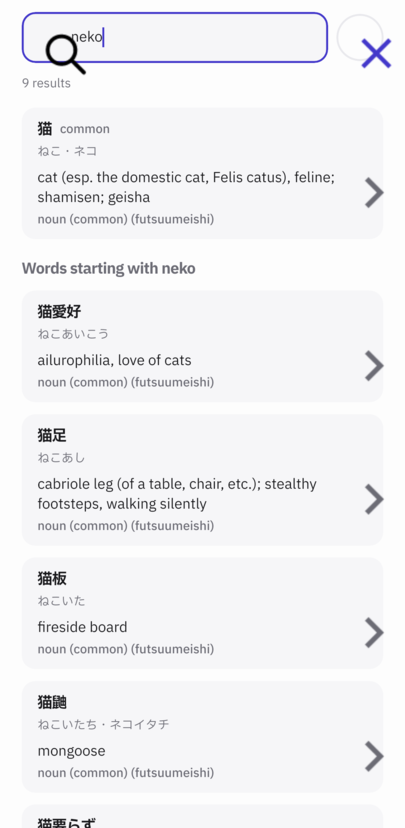 neko
9 results
猫 common
ねこ・ネコ
cat (esp. the domestic cat, Felis catus), feline;
shamisen; geisha
noun (common) (futsuumeishi)
Words starting with neko
猫愛好
ねこあいこう
ailurophilia, love of cats
noun (common) (futsuumeishi)
猫足
ねこあし
cabriole leg (of a table, chair, etc.); stealthy
footsteps, walking silently
noun (common) (futsuumeishi)
猫板
ねこいた
fireside board
noun (common) (futsuumeishi)
猫鼬
ねこいたち・ネコイタチ
mongoose
noun (common) (futsuumeishi)
猫要らず